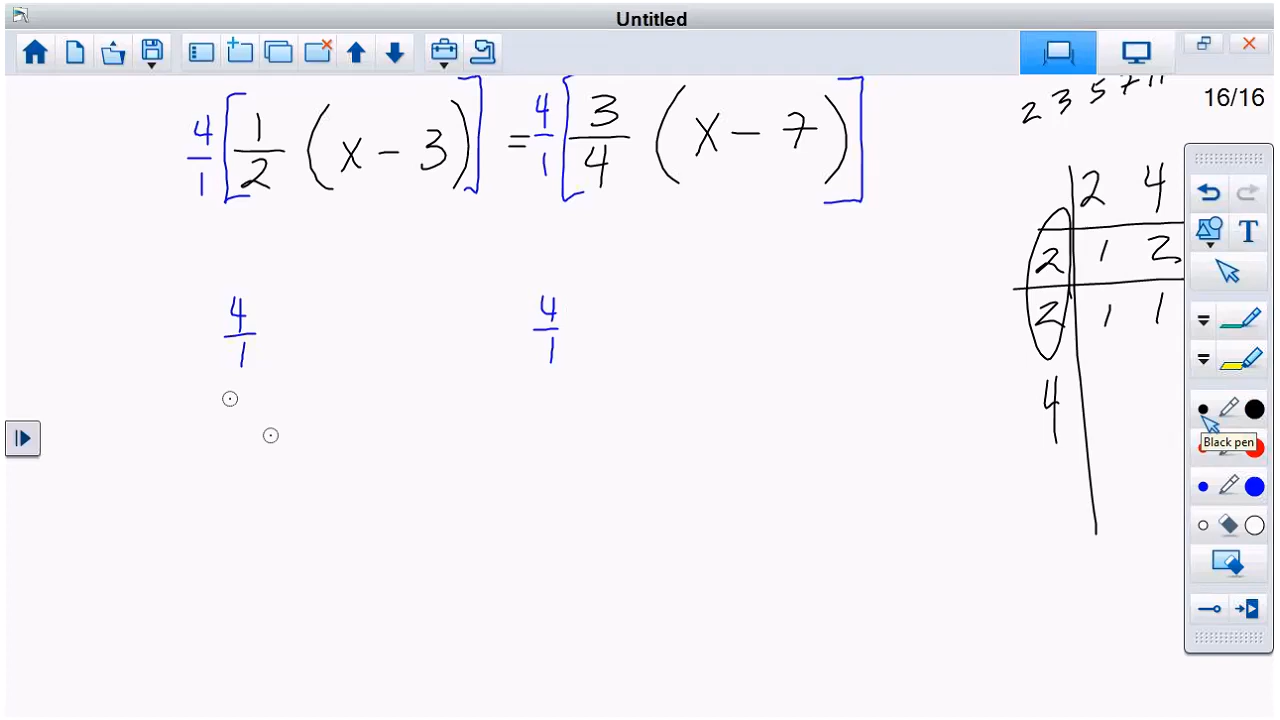 Untitled
16/16
2 3 5 7 11
4/1 [ 1/2 ( x - 3 ) ] = 4/1 [ 3/4 ( x - 7 ) ]
2 4
2 1 2
2 1 1
4
4/1 4/1
T
Black pen